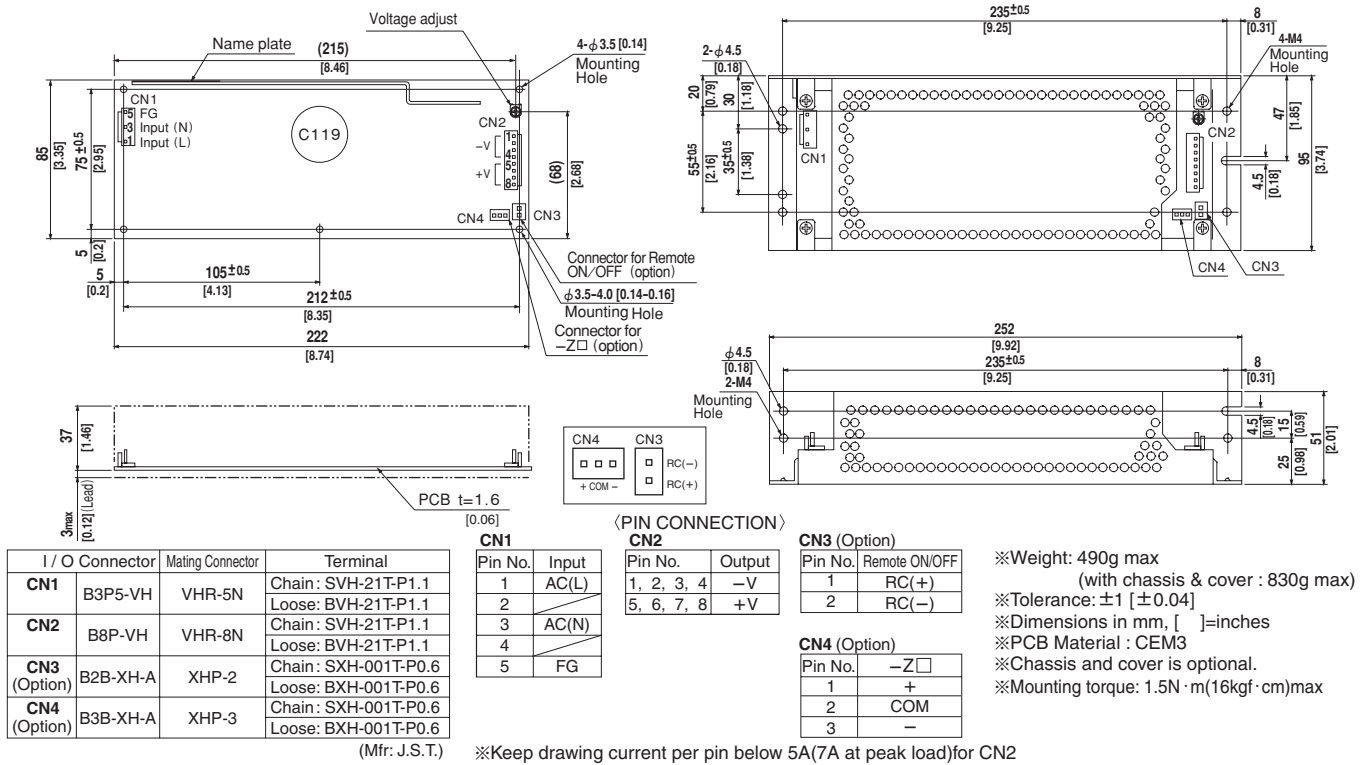 Voltage adjust
Name plate
(215)
[8.46]
4-ϕ3.5 [0.14]
Mounting
Hole
CN1
5 FG
3 Input (N)
1 Input (L)
C119
CN2
1
−V
4
5
+V
8
CN4
CN3
85
[3.35]
75±0.5
[2.95]
(68)
[2.68]
5
[0.2]
5
[0.2]
105±0.5
[4.13]
212±0.5
[8.35]
222
[8.74]
Connector for Remote
ON/OFF (option)
ϕ3.5-4.0 [0.14-0.16]
Mounting Hole
Connector for
−Z□ (option)
235±0.5
[9.25]
8
[0.31]
4-M4
Mounting
Hole
2-ϕ4.5
[0.18]
20
[0.79]
30
[1.18]
55±0.5
[2.16]
35±0.5
[1.38]
CN1
CN2
47
[1.85]
4.5
[0.18]
95
[3.74]
CN4
CN3
252
[9.92]
235±0.5
[9.25]
8
[0.31]
ϕ4.5
[0.18]
2-M4
Mounting
Hole
4.5
[0.18]
15
[0.59]
25
[0.98]
51
[2.01]
37
[1.46]
3max
[0.12](Lead)
PCB t=1.6
[0.06]
CN4 CN3
RC(−)
RC(+)
+ COM −
〈PIN CONNECTION〉
I / O Connector Mating Connector Terminal
CN1 B3P5-VH VHR-5N Chain : SVH-21T-P1.1
Loose: BVH-21T-P1.1
CN2 B8P-VH VHR-8N Chain : SVH-21T-P1.1
Loose: BVH-21T-P1.1
CN3 (Option) B2B-XH-A XHP-2 Chain : SXH-001T-P0.6
Loose: BXH-001T-P0.6
CN4 (Option) B3B-XH-A XHP-3 Chain : SXH-001T-P0.6
Loose: BXH-001T-P0.6
(Mfr: J.S.T.)
CN1
Pin No. Input
1 AC(L)
2
3 AC(N)
4
5 FG
CN2
Pin No. Output
1, 2, 3, 4 −V
5, 6, 7, 8 +V
CN3 (Option)
Pin No. Remote ON/OFF
1 RC(+)
2 RC(−)
CN4 (Option)
Pin No. −Z□
1 +
2 COM
3 −
※Weight: 490g max
(with chassis & cover : 830g max)
※Tolerance: ±1 [±0.04]
※Dimensions in mm, [ ]=inches
※PCB Material : CEM3
※Chassis and cover is optional.
※Mounting torque: 1.5N·m(16kgf·cm)max
※Keep drawing current per pin below 5A(7A at peak load)for CN2